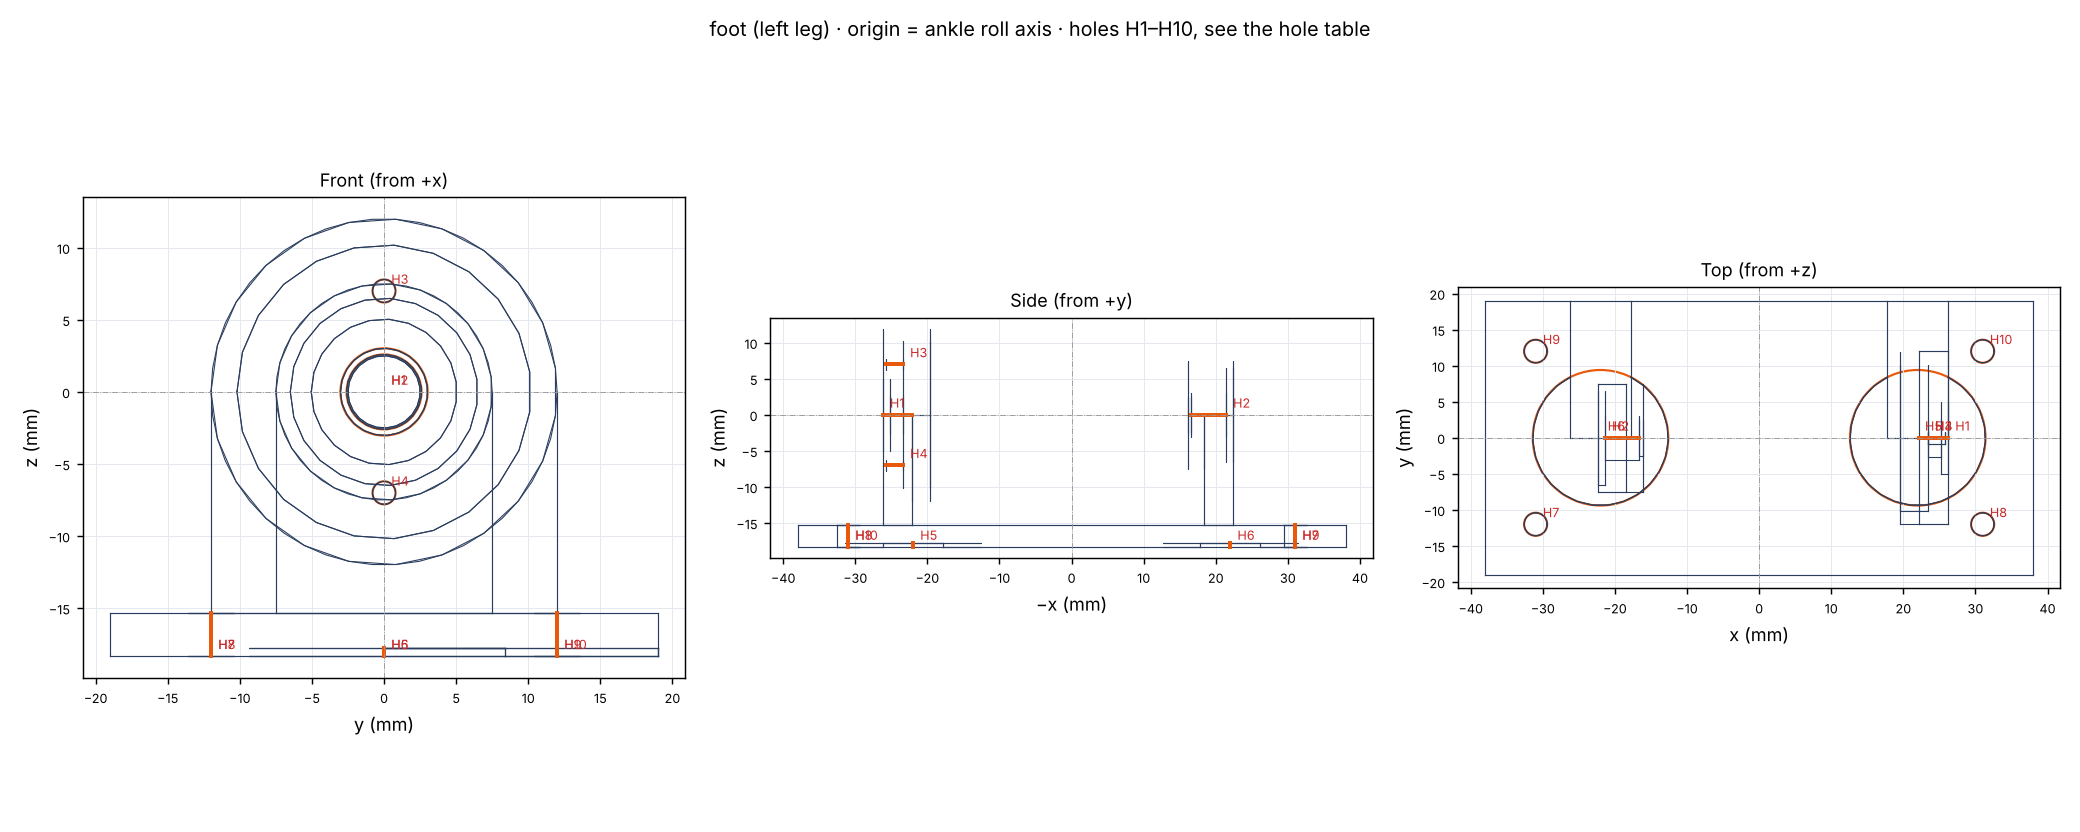 foot (left leg) · origin = ankle roll axis · holes H1–H10, see the hole table
Front (from +x)
z (mm)
10
5
0
−5
−10
−15
H3
H4
−20
−15
−10
−5
0
5
10
15
20
y (mm)
Side (from +y)
z (mm)
10
5
0
−5
−10
−15
H3
H1
H2
H4
H5
H6
−40
−30
−20
−10
0
10
20
30
40
−x (mm)
Top (from +z)
y (mm)
20
15
10
5
0
−5
−10
−15
−20
H9
H10
H1
H7
H8
−40
−30
−20
−10
0
10
20
30
40
x (mm)